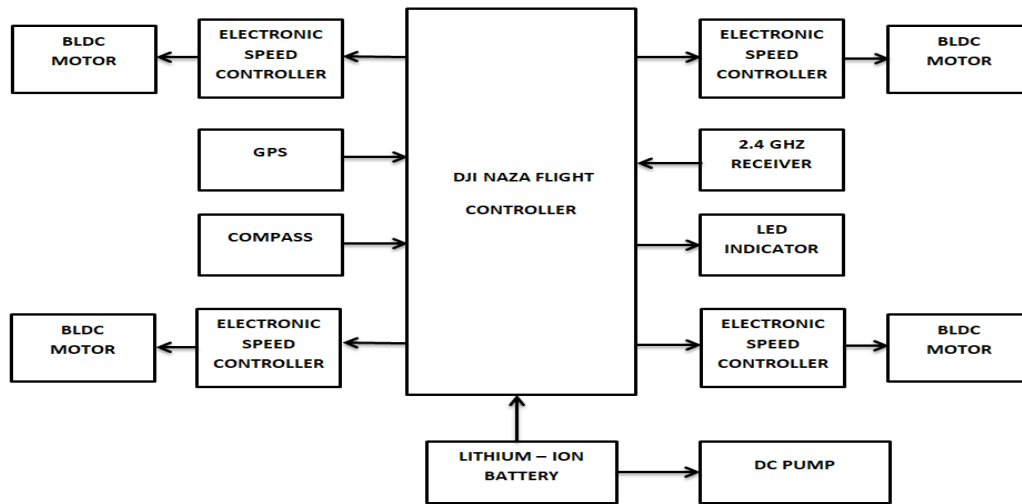 BLDC
MOTOR
ELECTRONIC
SPEED
CONTROLLER
ELECTRONIC
SPEED
CONTROLLER
BLDC
MOTOR
GPS
2.4 GHZ
RECEIVER
DJI NAZA FLIGHT
CONTROLLER
COMPASS
LED
INDICATOR
BLDC
MOTOR
ELECTRONIC
SPEED
CONTROLLER
ELECTRONIC
SPEED
CONTROLLER
BLDC
MOTOR
LITHIUM – ION
BATTERY
DC PUMP